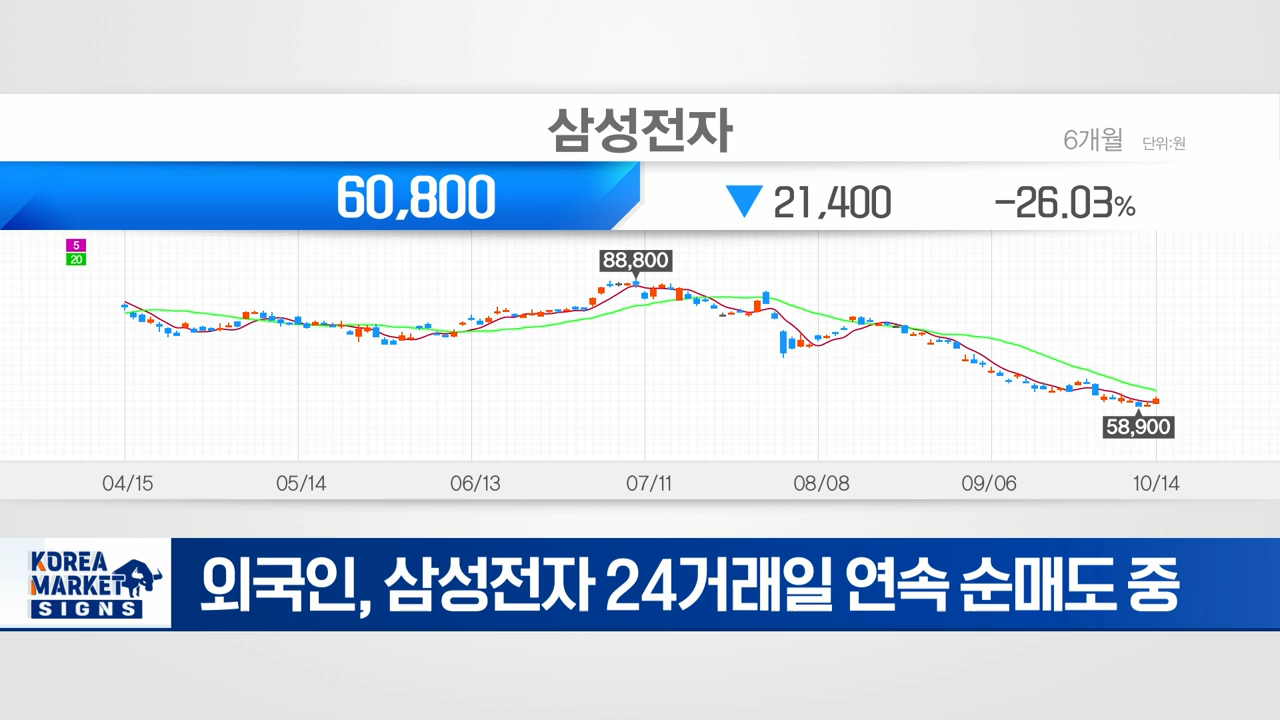 삼성전자
6개월 단위:원
60,800 ▼ 21,400 -26.03%
5
20
88,800
58,900
04/15 05/14 06/13 07/11 08/08 09/06 10/14
KOREA
MARKET
SIGNS
외국인, 삼성전자 24거래일 연속 순매도 중